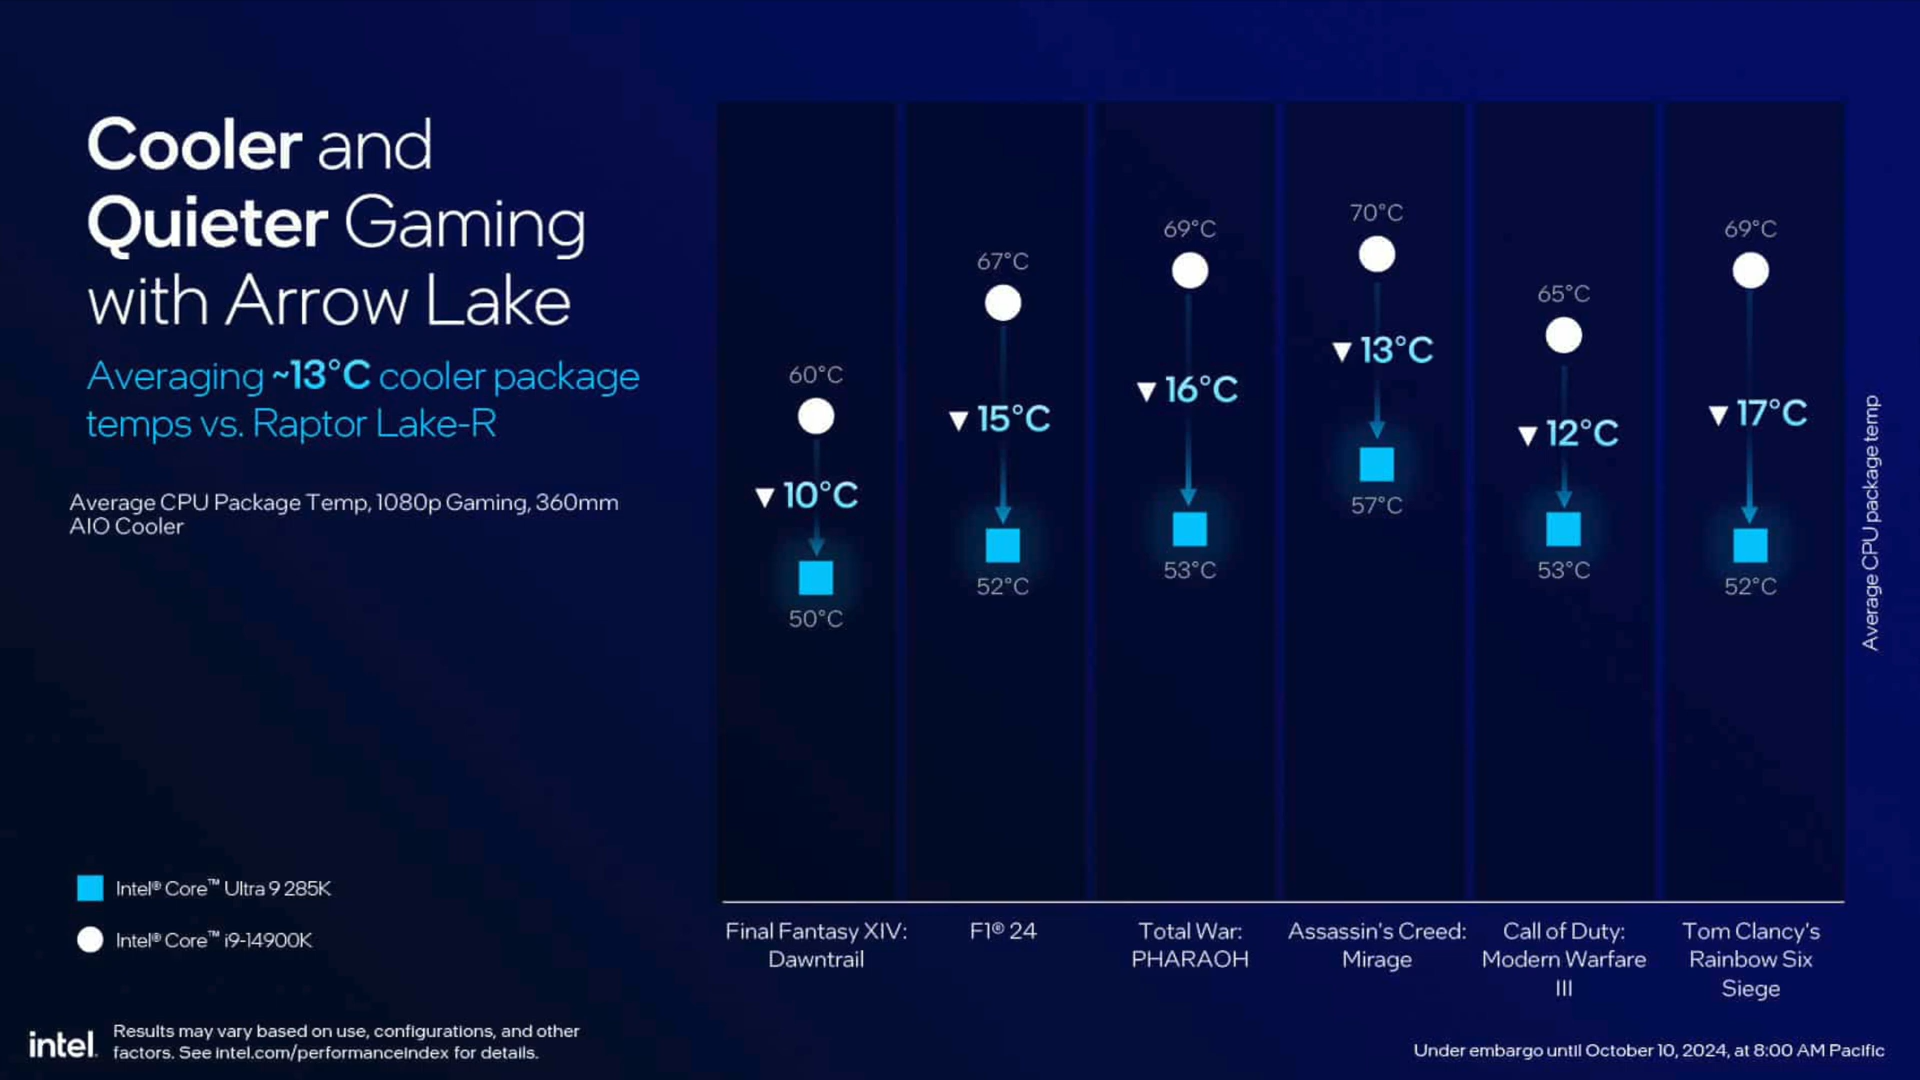 Cooler and
Quieter Gaming
with Arrow Lake
Averaging ~13°C cooler package
temps vs. Raptor Lake-R
Average CPU Package Temp, 1080p Gaming, 360mm
AIO Cooler
Intel® Core™ Ultra 9 285K
Intel® Core™ i9-14900K
60°C
▼ 10°C
50°C
67°C
▼ 15°C
52°C
69°C
▼ 16°C
53°C
70°C
▼ 13°C
57°C
65°C
▼ 12°C
53°C
69°C
▼ 17°C
52°C
Average CPU package temp
Final Fantasy XIV:
Dawntrail
F1® 24
Total War:
PHARAOH
Assassin's Creed:
Mirage
Call of Duty:
Modern Warfare
III
Tom Clancy's
Rainbow Six
Siege
intel.
Results may vary based on use, configurations, and other
factors. See intel.com/performanceindex for details.
Under embargo until October 10, 2024, at 8:00 AM Pacific